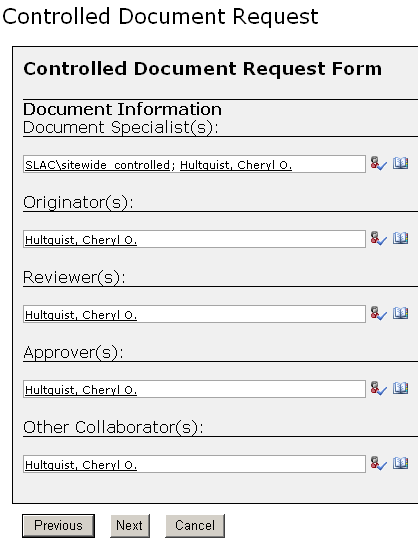 Controlled Document Request
Controlled Document Request Form
Document Information
Document Specialist(s):
SLAC\sitewide_controlled; Hultquist, Cheryl O.
Originator(s):
Hultquist, Cheryl O.
Reviewer(s):
Hultquist, Cheryl O.
Approver(s):
Hultquist, Cheryl O.
Other Collaborator(s):
Hultquist, Cheryl O.
Previous Next Cancel